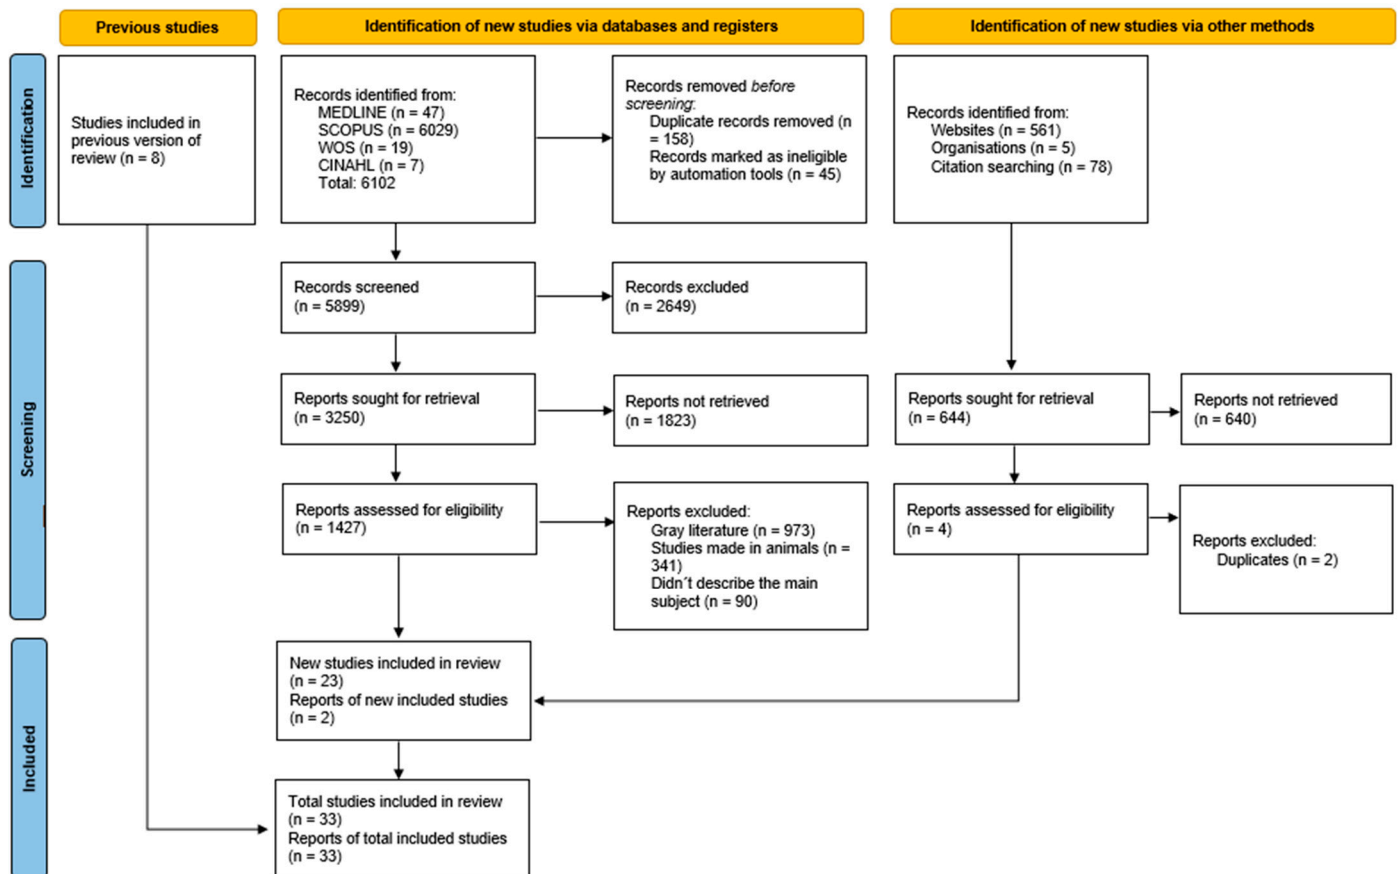 Previous studies
Identification of new studies via databases and registers
Identification of new studies via other methods
Identification
Studies included in
previous version of
review (n = 8)
Records identified from:
MEDLINE (n = 47)
SCOPUS (n = 6029)
WOS (n = 19)
CINAHL (n = 7)
Total: 6102
Records removed before
screening:
Duplicate records removed (n
= 158)
Records marked as ineligible
by automation tools (n = 45)
Records identified from:
Websites (n = 561)
Organisations (n = 5)
Citation searching (n = 78)
Screening
Records screened
(n = 5899)
Records excluded
(n = 2649)
Reports sought for retrieval
(n = 3250)
Reports not retrieved
(n = 1823)
Reports sought for retrieval
(n = 644)
Reports not retrieved
(n = 640)
Reports assessed for eligibility
(n = 1427)
Reports excluded:
Gray literature (n = 973)
Studies made in animals (n =
341)
Didn´t describe the main
subject (n = 90)
Reports assessed for eligibility
(n = 4)
Reports excluded:
Duplicates (n = 2)
Included
New studies included in review
(n = 23)
Reports of new included studies
(n = 2)
Total studies included in review
(n = 33)
Reports of total included studies
(n = 33)